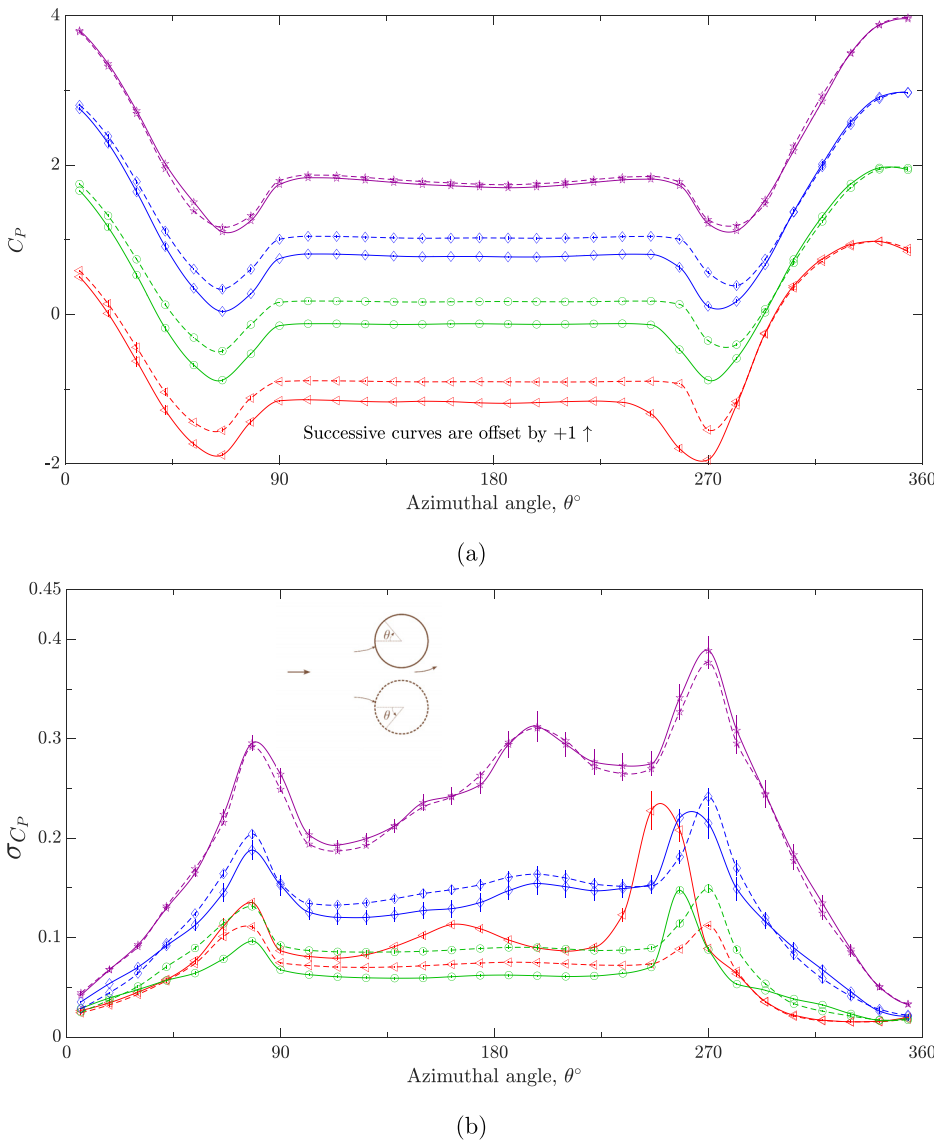 4
2
0
-2
C_P
Successive curves are offset by +1 ↑
0
90
180
270
360
Azimuthal angle, θ°
(a)
0.45
0.4
0.3
0.2
0.1
0
σ_{C_P}
θ
θ
0
90
180
270
360
Azimuthal angle, θ°
(b)